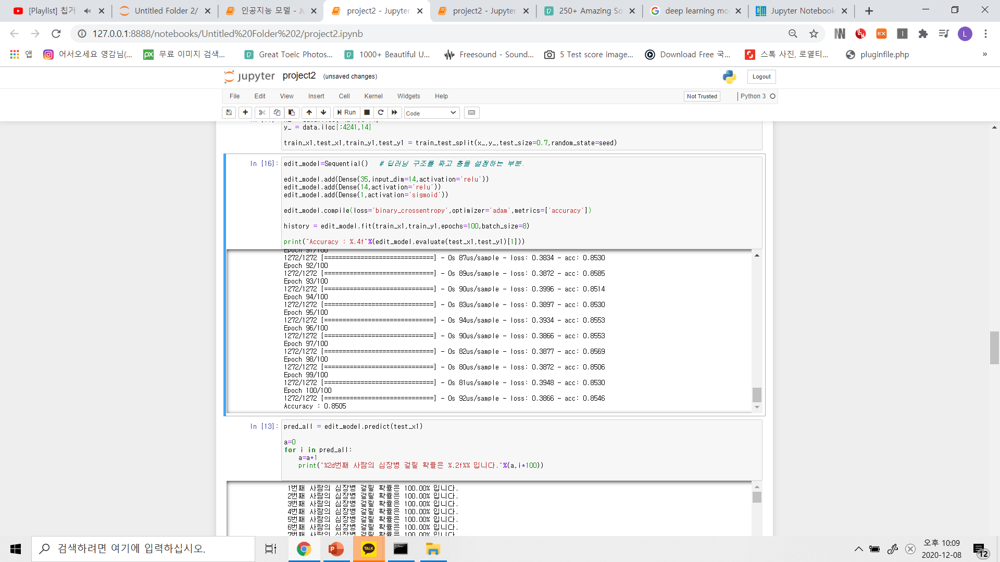 [Playlist] 칩거
Untitled Folder 2/
인공지능 모델 - Ju
project2 - Jupyter
project2 - Jupyter
250+ Amazing So
deep learning mo
Jupyter Notebook
127.0.0.1:8888/notebooks/Untitled%20Folder%202/project2.ipynb
EX
L
앱
어서오세요 영감님(...
px
무료 이미지 검색...
Great Toeic Photos...
1000+ Beautiful U...
Freesound - Sound...
5 Test score image...
Download Free 국...
스톡 사진, 로열티...
pluginfile.php
»
jupyter project2 (unsaved changes)
Logout
File Edit View Insert Cell Kernel Widgets Help
Not Trusted
Python 3
Run
Code
y_ = data.iloc[:4241,14]
train_x1,test_x1,train_y1,test_y1 = train_test_split(x_,y_,test_size=0.7,random_state=seed)
In [16]: edit_model=Sequential() # 딥러닝 구조를 짜고 층을 설정하는 부분.
edit_model.add(Dense(35,input_dim=14,activation='relu'))
edit_model.add(Dense(14,activation='relu'))
edit_model.add(Dense(1,activation='sigmoid'))
edit_model.compile(loss='binary_crossentropy',optimizer='adam',metrics=['accuracy'])
history = edit_model.fit(train_x1,train_y1,epochs=100,batch_size=8)
print("Accuracy : %.4f"%(edit_model.evaluate(test_x1,test_y1)[1]))
Epoch 91/100
1272/1272 [==============================] - 0s 87us/sample - loss: 0.3834 - acc: 0.8530
Epoch 92/100
1272/1272 [==============================] - 0s 89us/sample - loss: 0.3872 - acc: 0.8585
Epoch 93/100
1272/1272 [==============================] - 0s 90us/sample - loss: 0.3996 - acc: 0.8514
Epoch 94/100
1272/1272 [==============================] - 0s 83us/sample - loss: 0.3897 - acc: 0.8530
Epoch 95/100
1272/1272 [==============================] - 0s 94us/sample - loss: 0.3934 - acc: 0.8553
Epoch 96/100
1272/1272 [==============================] - 0s 90us/sample - loss: 0.3866 - acc: 0.8553
Epoch 97/100
1272/1272 [==============================] - 0s 82us/sample - loss: 0.3877 - acc: 0.8569
Epoch 98/100
1272/1272 [==============================] - 0s 80us/sample - loss: 0.3872 - acc: 0.8506
Epoch 99/100
1272/1272 [==============================] - 0s 81us/sample - loss: 0.3948 - acc: 0.8530
Epoch 100/100
1272/1272 [==============================] - 0s 92us/sample - loss: 0.3866 - acc: 0.8546
Accuracy : 0.8505
In [13]: pred_all = edit_model.predict(test_x1)
a=0
for i in pred_all:
a=a+1
print("%2d번째 사람의 심장병 걸릴 확률은 %.2f%% 입니다."%(a,i*100))
1번째 사람의 심장병 걸릴 확률은 100.00% 입니다.
2번째 사람의 심장병 걸릴 확률은 100.00% 입니다.
3번째 사람의 심장병 걸릴 확률은 100.00% 입니다.
4번째 사람의 심장병 걸릴 확률은 100.00% 입니다.
5번째 사람의 심장병 걸릴 확률은 100.00% 입니다.
6번째 사람의 심장병 걸릴 확률은 100.00% 입니다.
7번째 사람의 심장병 걸릴 확률은 100.00% 입니다.
검색하려면 여기에 입력하십시오.
TALK
오후 10:09
2020-12-08
12